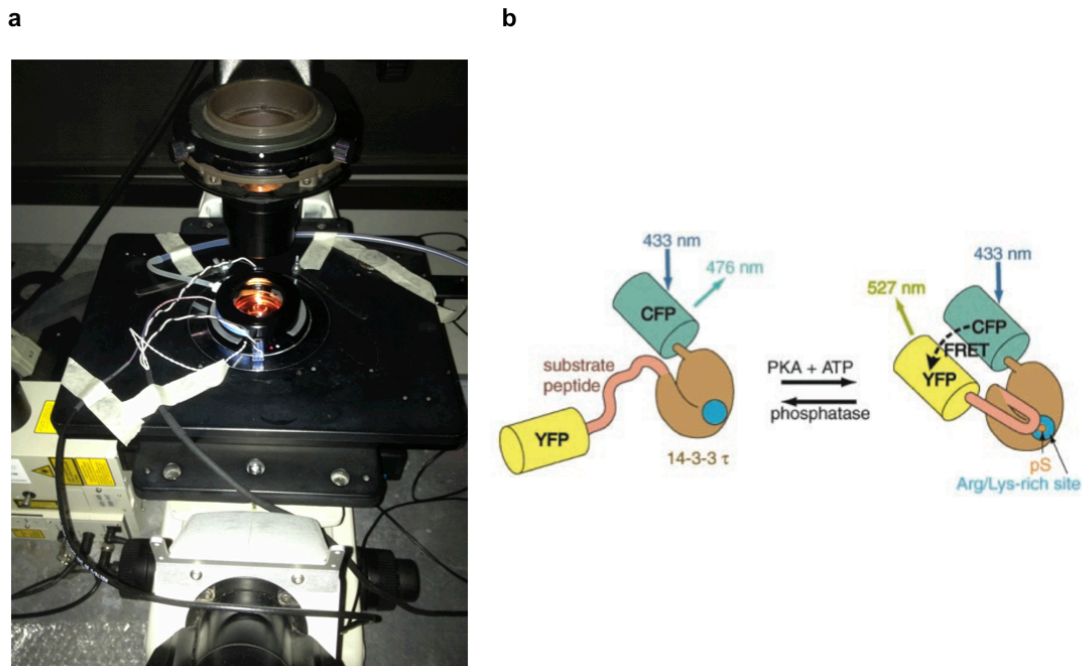 a
b
433 nm
476 nm
CFP
substrate
peptide
YFP
14-3-3 τ
PKA + ATP
phosphatase
433 nm
527 nm
CFP
FRET
YFP
pS
Arg/Lys-rich site